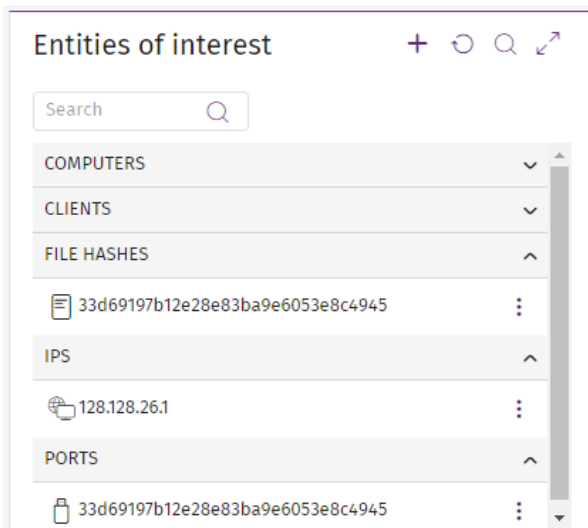 Entities of interest
Search
COMPUTERS
CLIENTS
FILE HASHES
33d69197b12e28e83ba9e6053e8c4945
IPS
128.128.26.1
PORTS
33d69197b12e28e83ba9e6053e8c4945